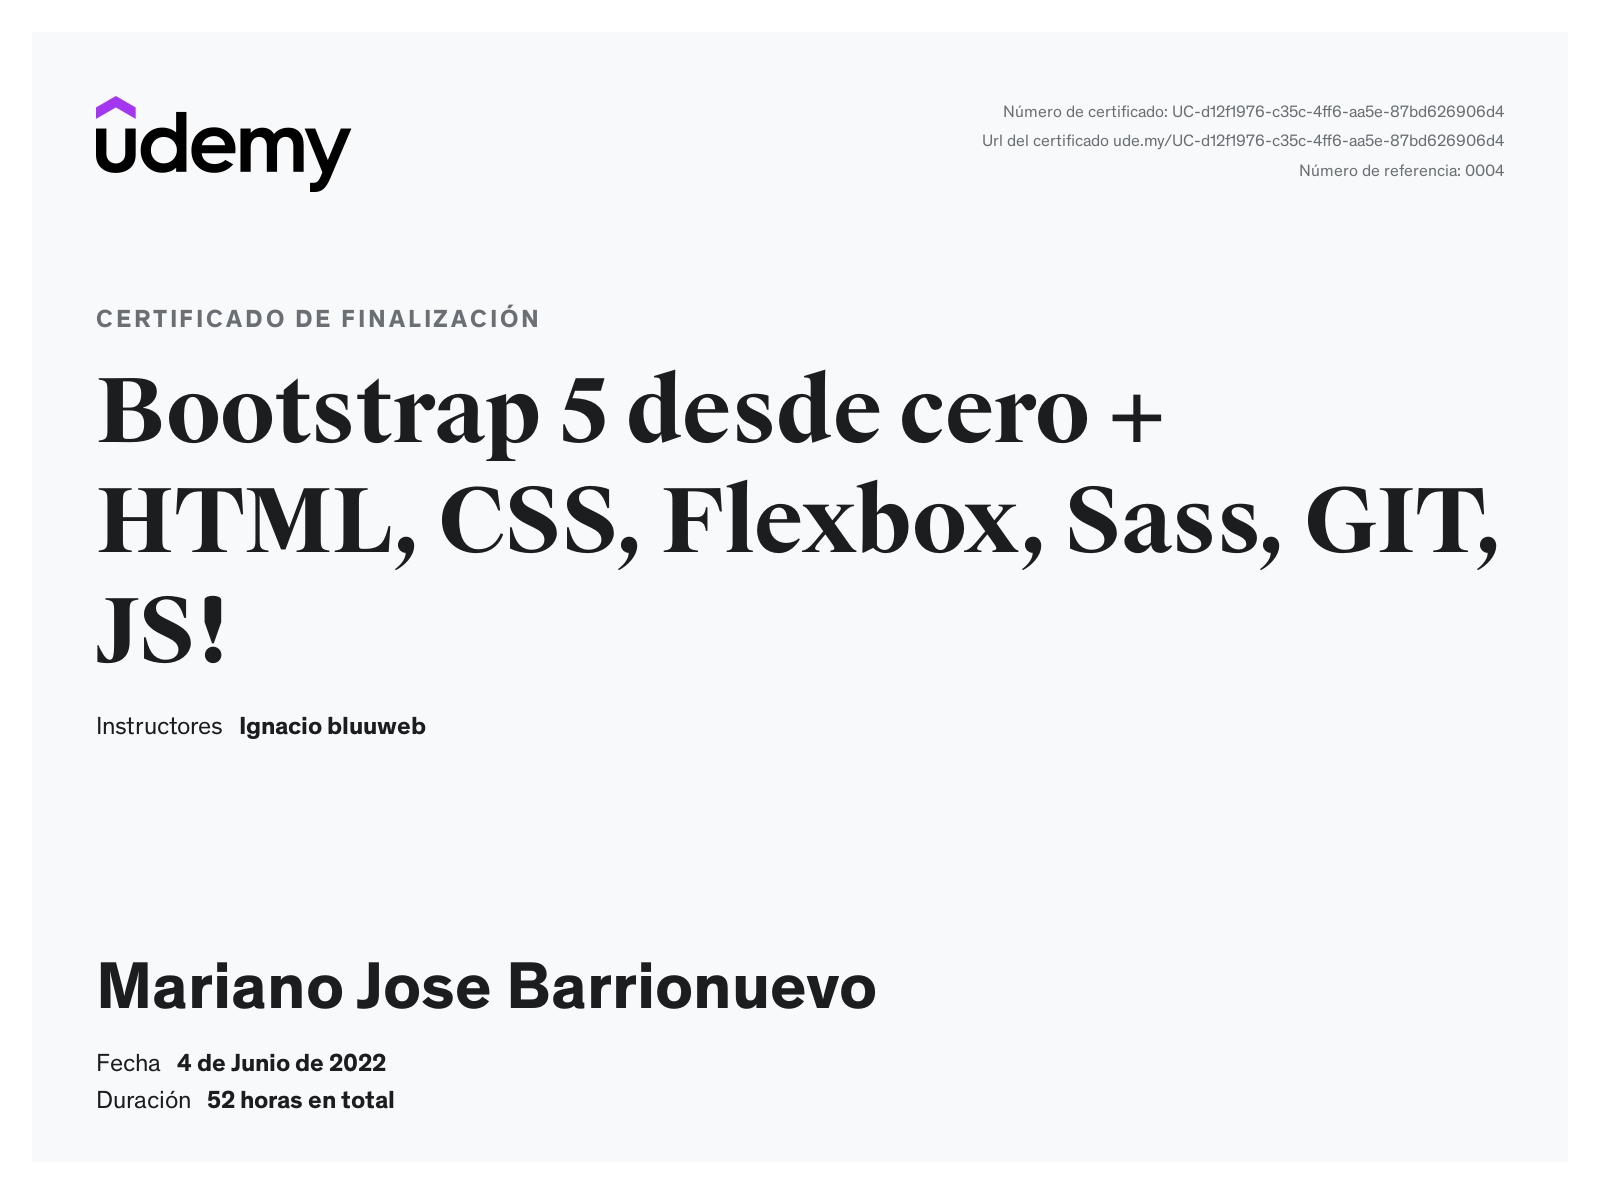 udemy
Número de certificado: UC-d12f1976-c35c-4ff6-aa5e-87bd626906d4
Url del certificado ude.my/UC-d12f1976-c35c-4ff6-aa5e-87bd626906d4
Número de referencia: 0004
CERTIFICADO DE FINALIZACIÓN
Bootstrap 5 desde cero +
HTML, CSS, Flexbox, Sass, GIT,
JS!
Instructores Ignacio bluuweb
Mariano Jose Barrionuevo
Fecha 4 de Junio de 2022
Duración 52 horas en total